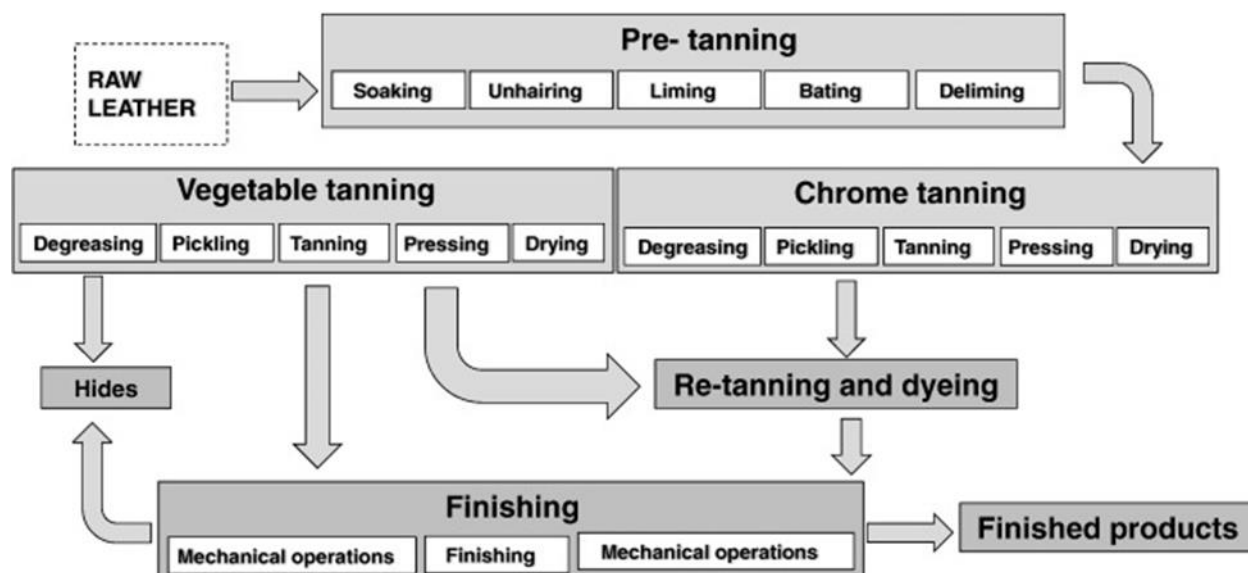 Pre- tanning
RAW
LEATHER
Soaking
Unhairing
Liming
Bating
Deliming
Vegetable tanning
Degreasing
Pickling
Tanning
Pressing
Drying
Chrome tanning
Degreasing
Pickling
Tanning
Pressing
Drying
Hides
Re-tanning and dyeing
Finishing
Mechanical operations
Finishing
Mechanical operations
Finished products